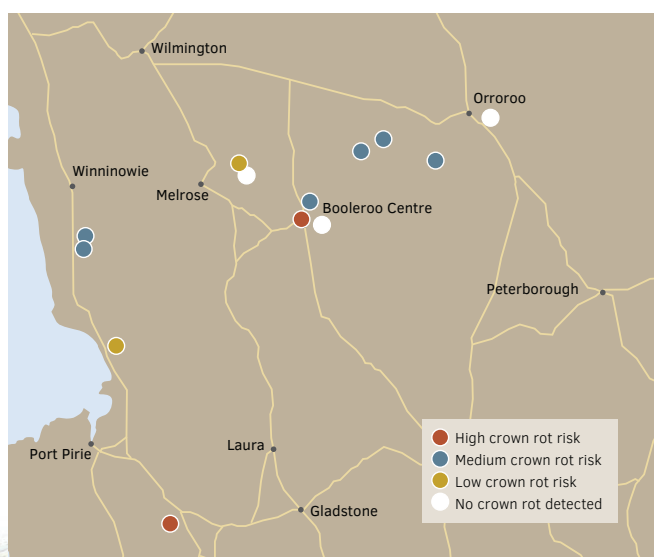 Wilmington
Orroroo
Winninowie
Melrose
Booleroo Centre
Peterborough
Port Pirie
Laura
Gladstone
High crown rot risk
Medium crown rot risk
Low crown rot risk
No crown rot detected